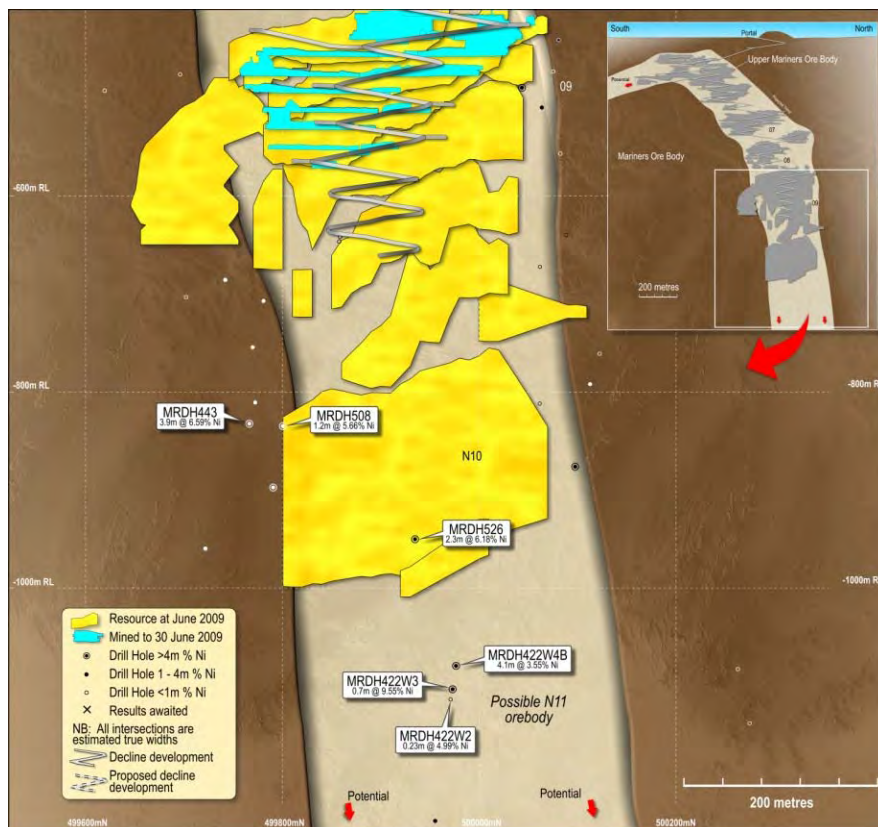 South
Portal
North
Upper Mariners Ore Body
Potential
07
Mariners Ore Body
08
09
200 metres
09
-600m RL
-800m RL
-800m RL
MRDH443
3.9m @ 6.59% Ni
MRDH508
1.2m @ 5.66% Ni
N10
MRDH526
2.3m @ 6.18% Ni
-1000m RL
-1000m RL
Resource at June 2009
Mined to 30 June 2009
Drill Hole >4m % Ni
Drill Hole 1 - 4m % Ni
Drill Hole <1m % Ni
Results awaited
NB: All intersections are
estimated true widths
Decline development
Proposed decline
development
MRDH422W4B
4.1m @ 3.55% Ni
MRDH422W3
0.7m @ 9.55% Ni
Possible N11
orebody
MRDH422W2
0.23m @ 4.99% Ni
Potential
Potential
200 metres
499600mN
499800mN
500000mN
500200mN